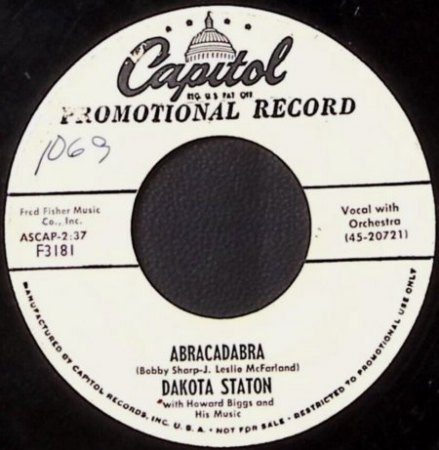 Capitol
REG. U.S. PAT. OFF.
PROMOTIONAL RECORD
1069
Fred Fisher Music
Co., Inc.
ASCAP-2:37
F3181
Vocal with
Orchestra
(45-20721)
ABRACADABRA
(Bobby Sharp-J. Leslie McFarland)
DAKOTA STATON
with Howard Biggs and
His Music
MANUFACTURED BY CAPITOL RECORDS, INC. U. S. A. • NOT FOR SALE • RESTRICTED TO PROMOTIONAL USE ONLY